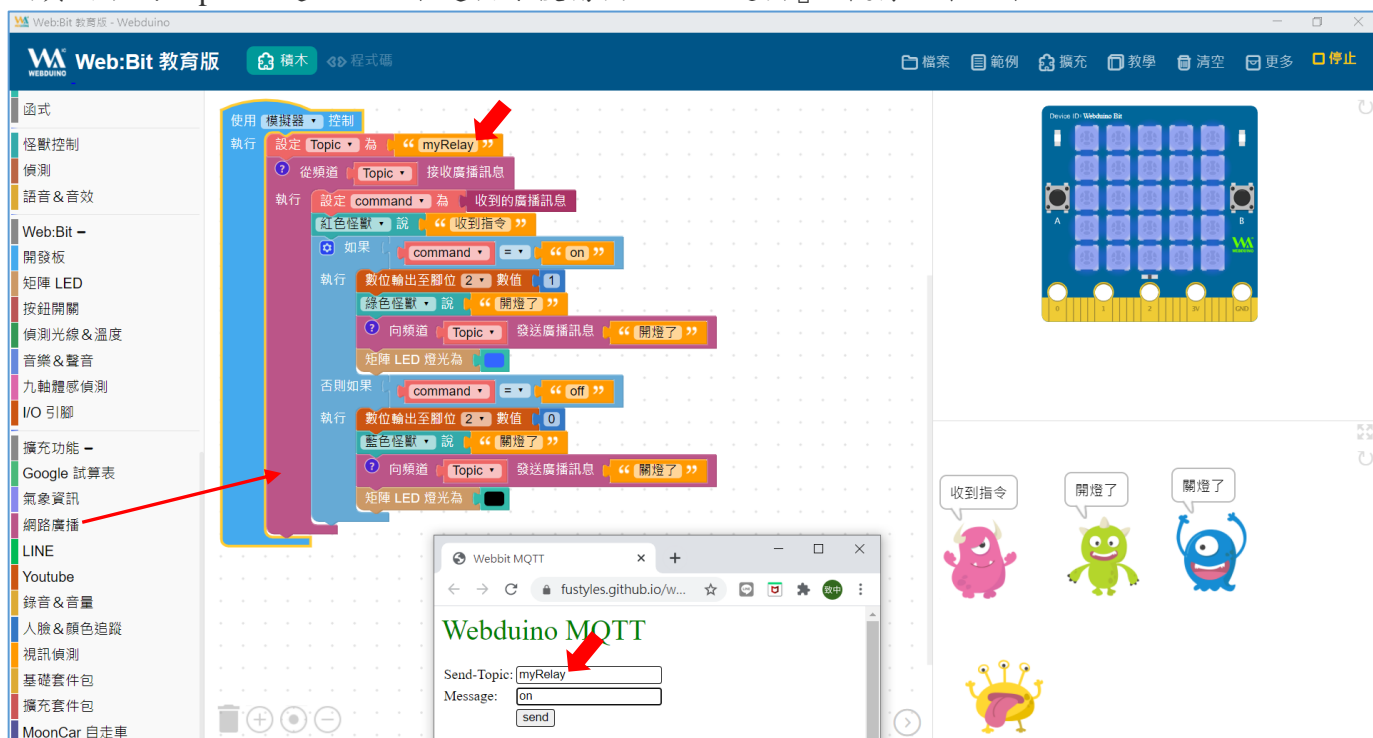 Web:Bit 教育版 - Webduino
WEBDUINO
Web:Bit 教育版
積木
程式碼
檔案
範例
擴充
教學
清空
更多
停止
函式
怪獸控制
偵測
語音&音效
Web:Bit
開發板
矩陣 LED
按鈕開關
偵測光線&溫度
音樂&聲音
九軸體感偵測
I/O 引腳
擴充功能
Google 試算表
氣象資訊
網路廣播
LINE
Youtube
錄音&音量
人臉&顏色追蹤
視訊偵測
基礎套件包
擴充套件包
MoonCar 自走車
使用 模擬器 控制
執行 設定 Topic 為 “ myRelay ”
? 從頻道 Topic 接收廣播訊息
執行 設定 command 為 收到的廣播訊息
紅色怪獸 說 “ 收到指令 ”
如果 command = “ on ”
執行 數位輸出至腳位 2 數值 1
綠色怪獸 說 “ 開燈了 ”
? 向頻道 Topic 發送廣播訊息 “ 開燈了 ”
矩陣 LED 燈光為
否則如果 command = “ off ”
執行 數位輸出至腳位 2 數值 0
藍色怪獸 說 “ 關燈了 ”
? 向頻道 Topic 發送廣播訊息 “ 關燈了 ”
矩陣 LED 燈光為
Webbit MQTT
fustyles.github.io/w...
致中
Webduino MQTT
Send-Topic: myRelay
Message: on
send
Device ID: Webduino Bit
A
B
WEBDUINO
0 1 2 3V GND
收到指令
開燈了
關燈了